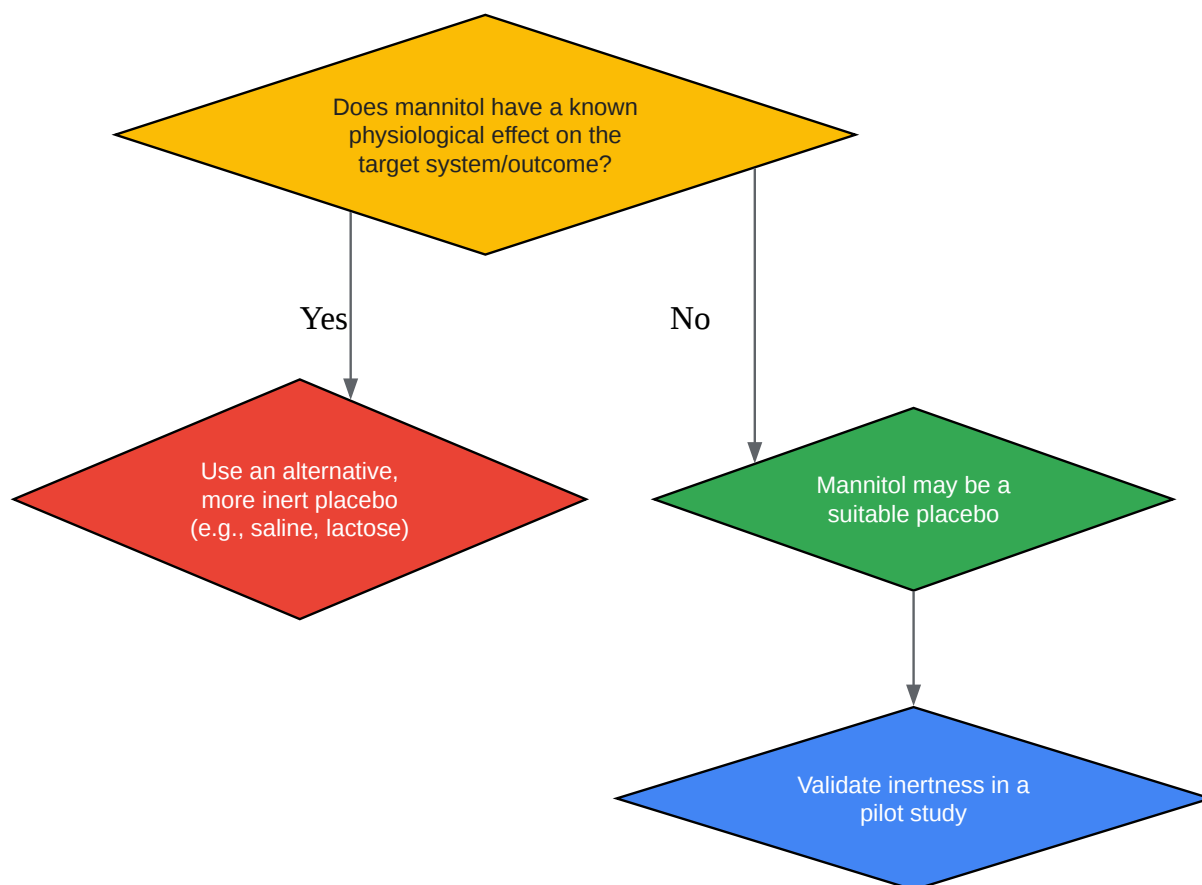 Does mannitol have a known
physiological effect on the
target system/outcome?
Yes
No
Use an alternative,
more inert placebo
(e.g., saline, lactose)
Mannitol may be a
suitable placebo
Validate inertness in a
pilot study